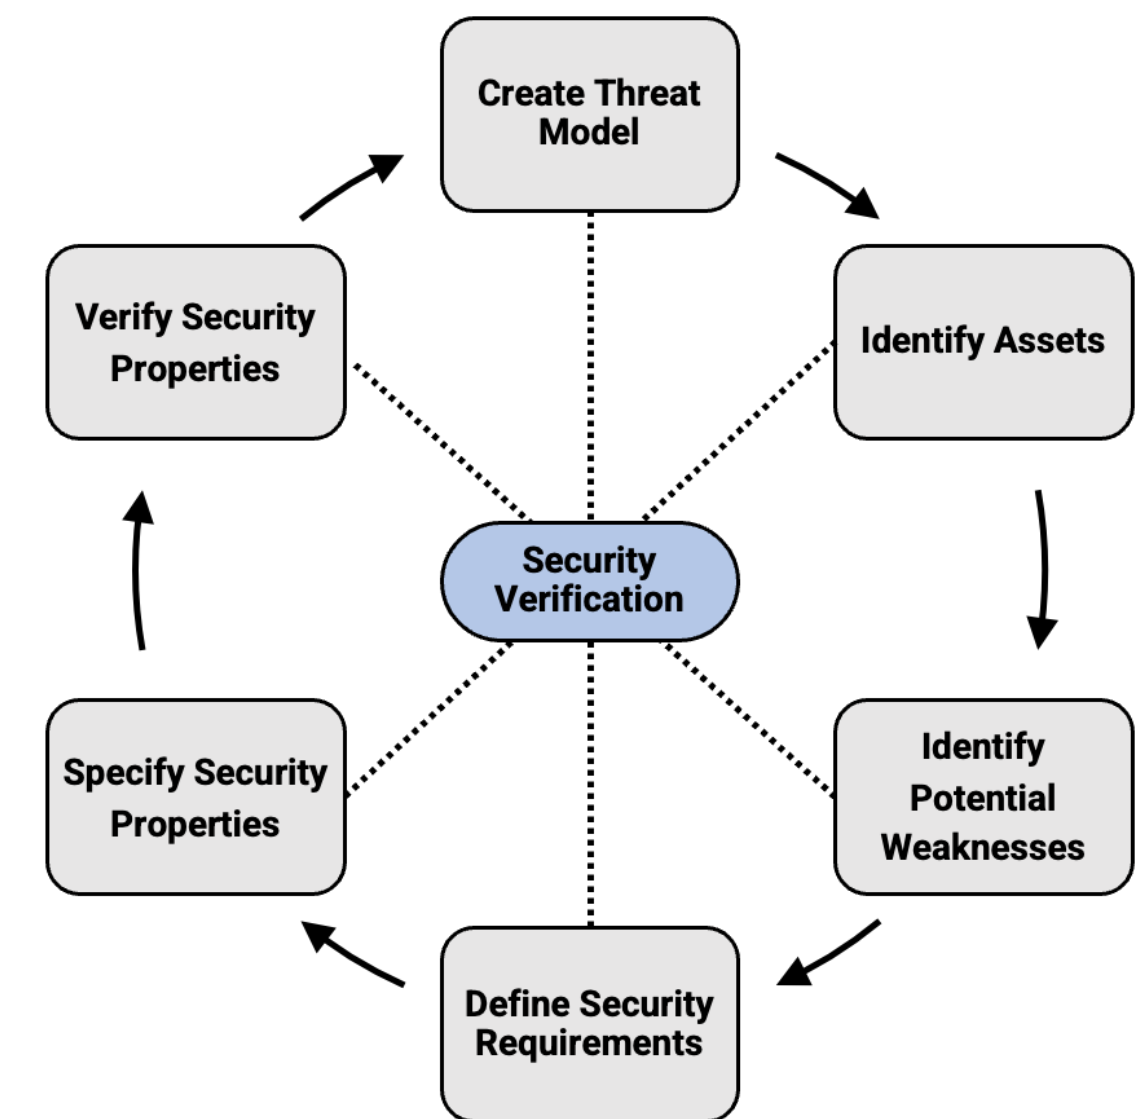 Create Threat
Model
Identify Assets
Identify
Potential
Weaknesses
Define Security
Requirements
Specify Security
Properties
Verify Security
Properties
Security
Verification